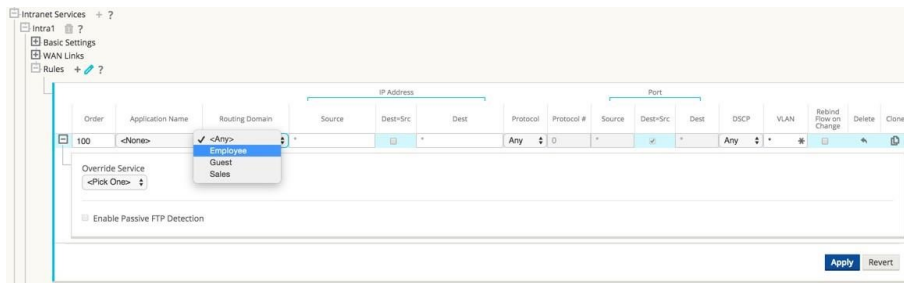 Intranet Services + ?
Intra1 ?
Basic Settings
WAN Links
Rules + ?
IP Address Port
Order Application Name Routing Domain Source Dest=Src Dest Protocol Protocol # Source Dest=Src Dest DSCP VLAN Rebind Flow on Change Delete Clone
100 <None> ✓ <Any> * * Any 0 * * Any *
Employee
Guest
Sales
Override Service
<Pick One>
Enable Passive FTP Detection
Apply Revert